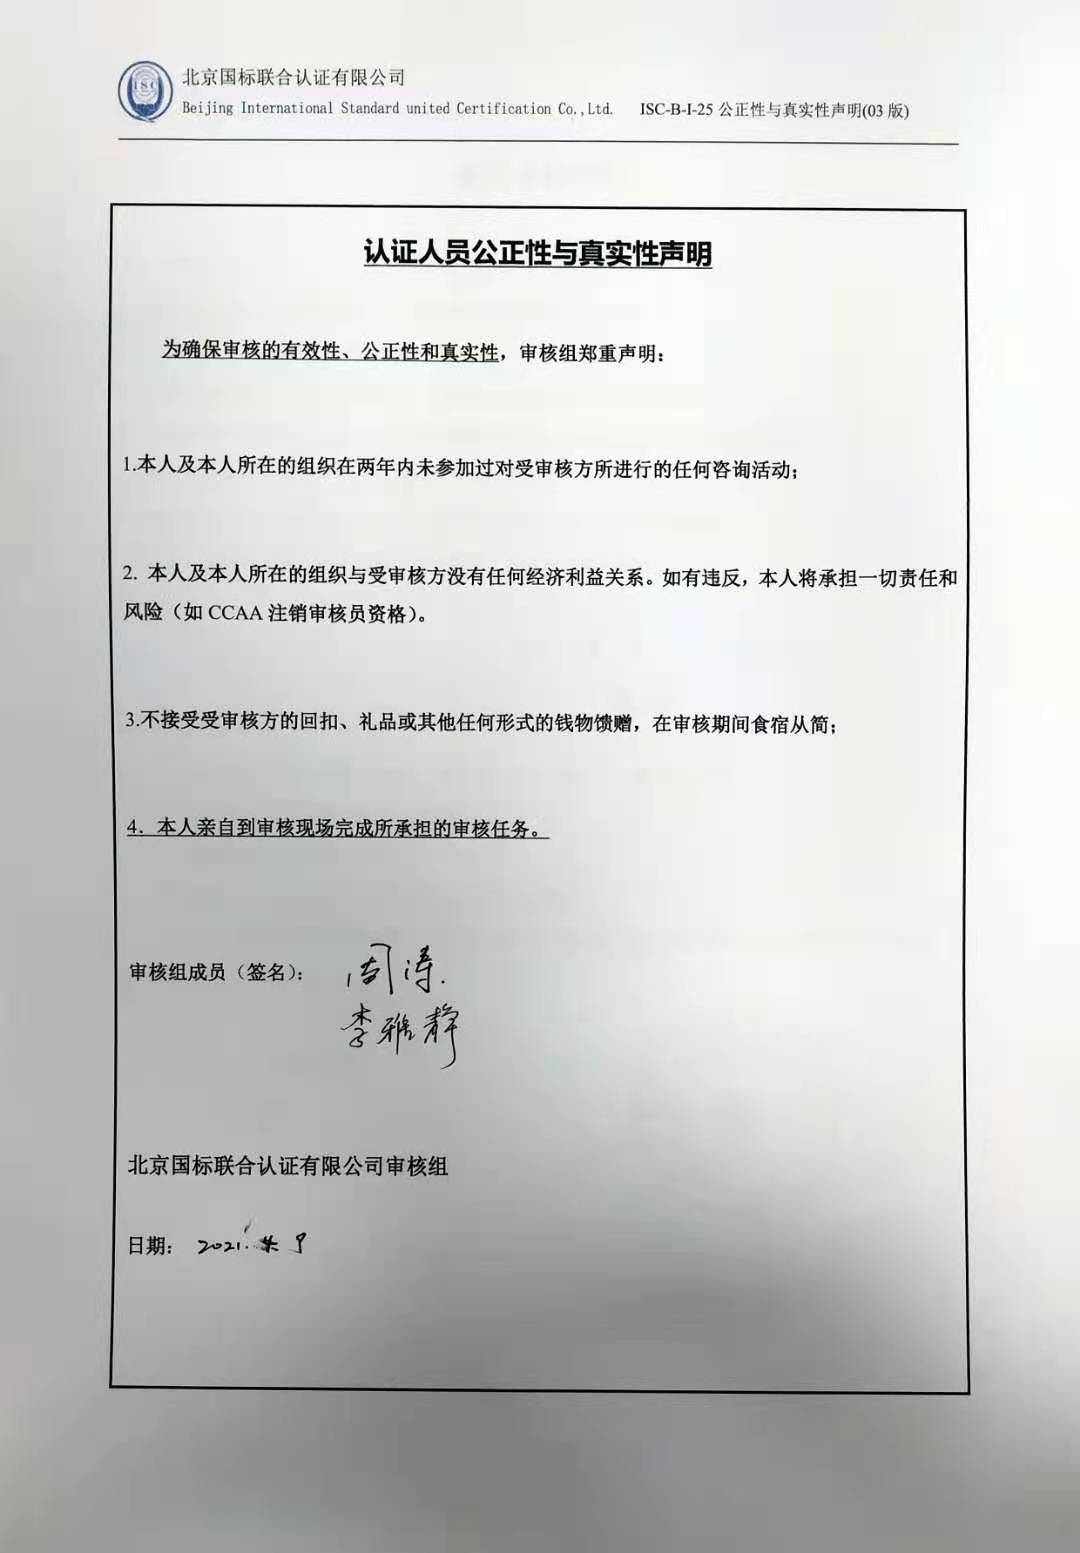 ISC
北京国标联合认证有限公司
Beijing International Standard united Certification Co.,Ltd. ISC-B-I-25 公正性与真实性声明(03 版)
认证人员公正性与真实性声明
为确保审核的有效性、公正性和真实性，审核组郑重声明：
1.本人及本人所在的组织在两年内未参加过对受审核方所进行的任何咨询活动；
2. 本人及本人所在的组织与受审核方没有任何经济利益关系。如有违反，本人将承担一切责任和
风险（如 CCAA 注销审核员资格）。
3.不接受受审核方的回扣、礼品或其他任何形式的钱物馈赠，在审核期间食宿从简；
4．本人亲自到审核现场完成所承担的审核任务。
审核组成员（签名）： 周涛
李雅静
北京国标联合认证有限公司审核组
日期： 2021.